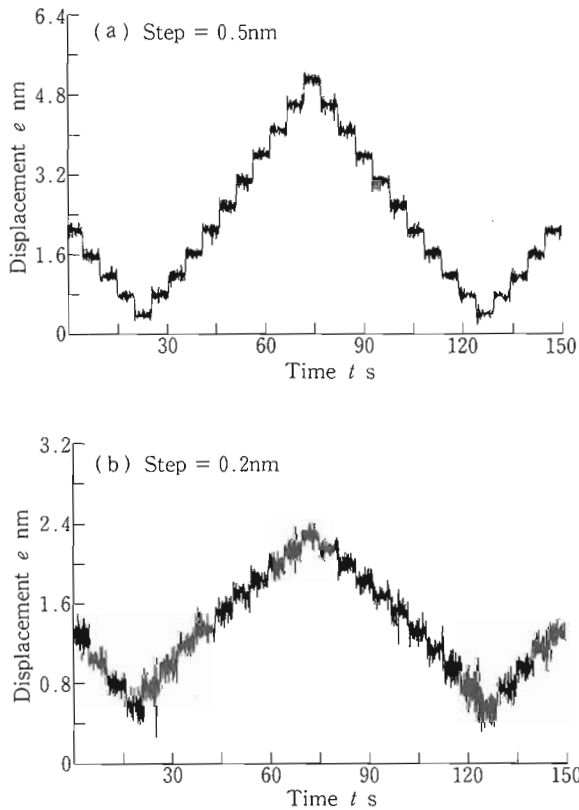 6.4
(a) Step = 0.5nm
4.8
3.2
1.6
0
Displacement e nm
30 60 90 120 150
Time t s
3.2
(b) Step = 0.2nm
2.4
1.6
0.8
0
Displacement e nm
30 60 90 120 150
Time t s